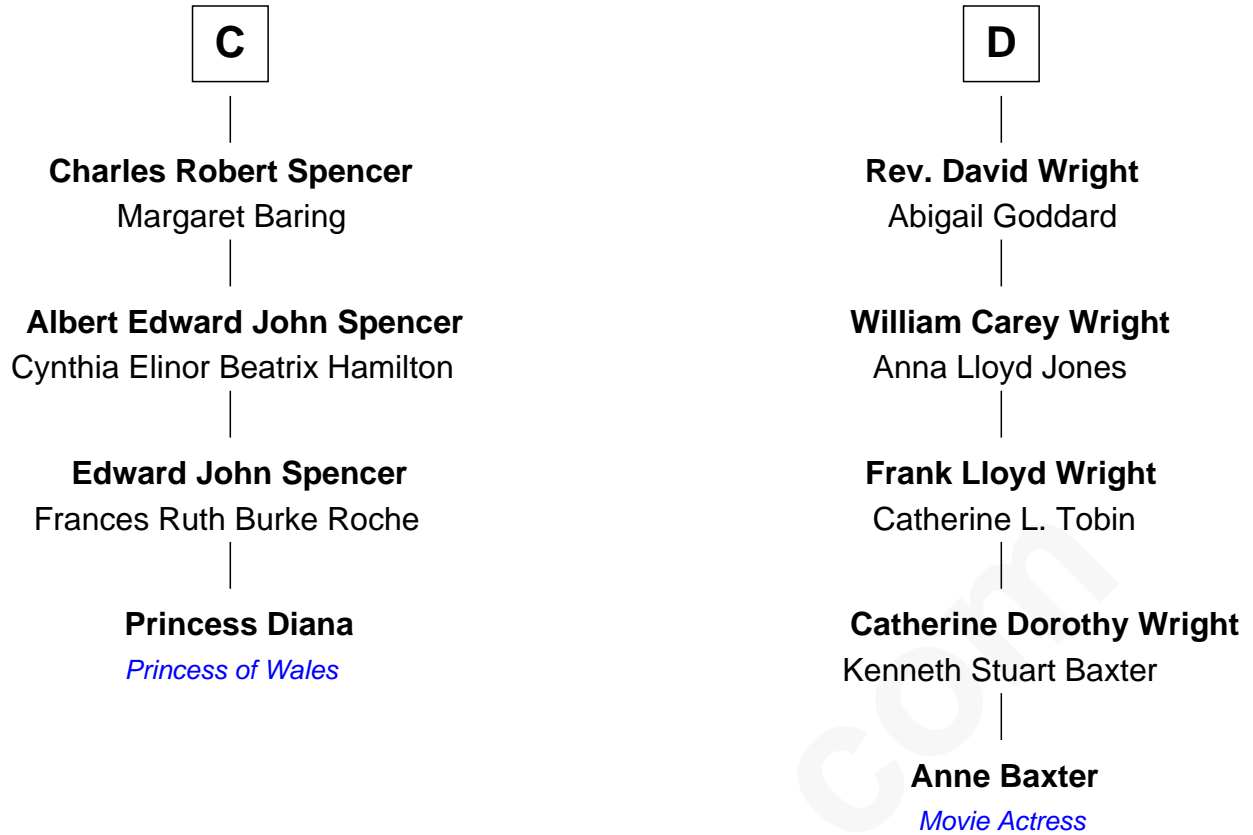 C
Charles Robert Spencer
Margaret Baring
Albert Edward John Spencer
Cynthia Elinor Beatrix Hamilton
Edward John Spencer
Frances Ruth Burke Roche
Princess Diana
Princess of Wales
D
Rev. David Wright
Abigail Goddard
William Carey Wright
Anna Lloyd Jones
Frank Lloyd Wright
Catherine L. Tobin
Catherine Dorothy Wright
Kenneth Stuart Baxter
Anne Baxter
Movie Actress
com